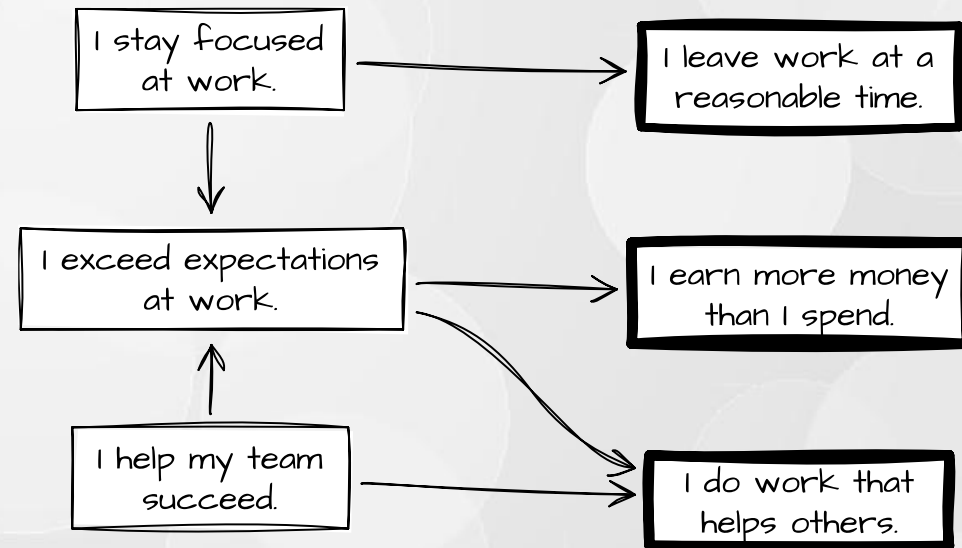 I stay focused
at work.
I leave work at a
reasonable time.
I exceed expectations
at work.
I earn more money
than I spend.
I help my team
succeed.
I do work that
helps others.